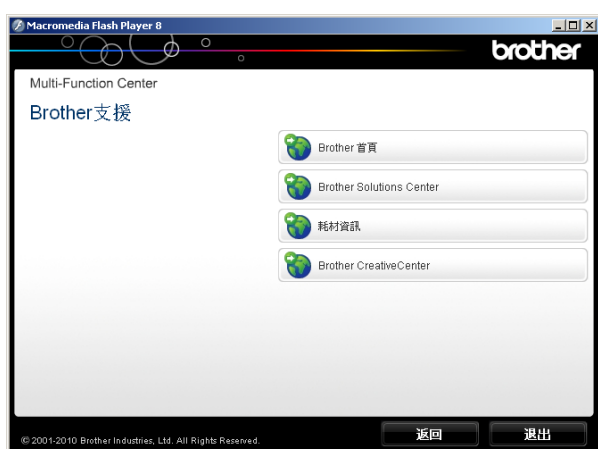 Macromedia Flash Player 8
brother
Multi-Function Center
Brother支援
Brother 首頁
Brother Solutions Center
耗材資訊
Brother CreativeCenter
© 2001-2010 Brother Industries, Ltd. All Rights Reserved.
返回
退出